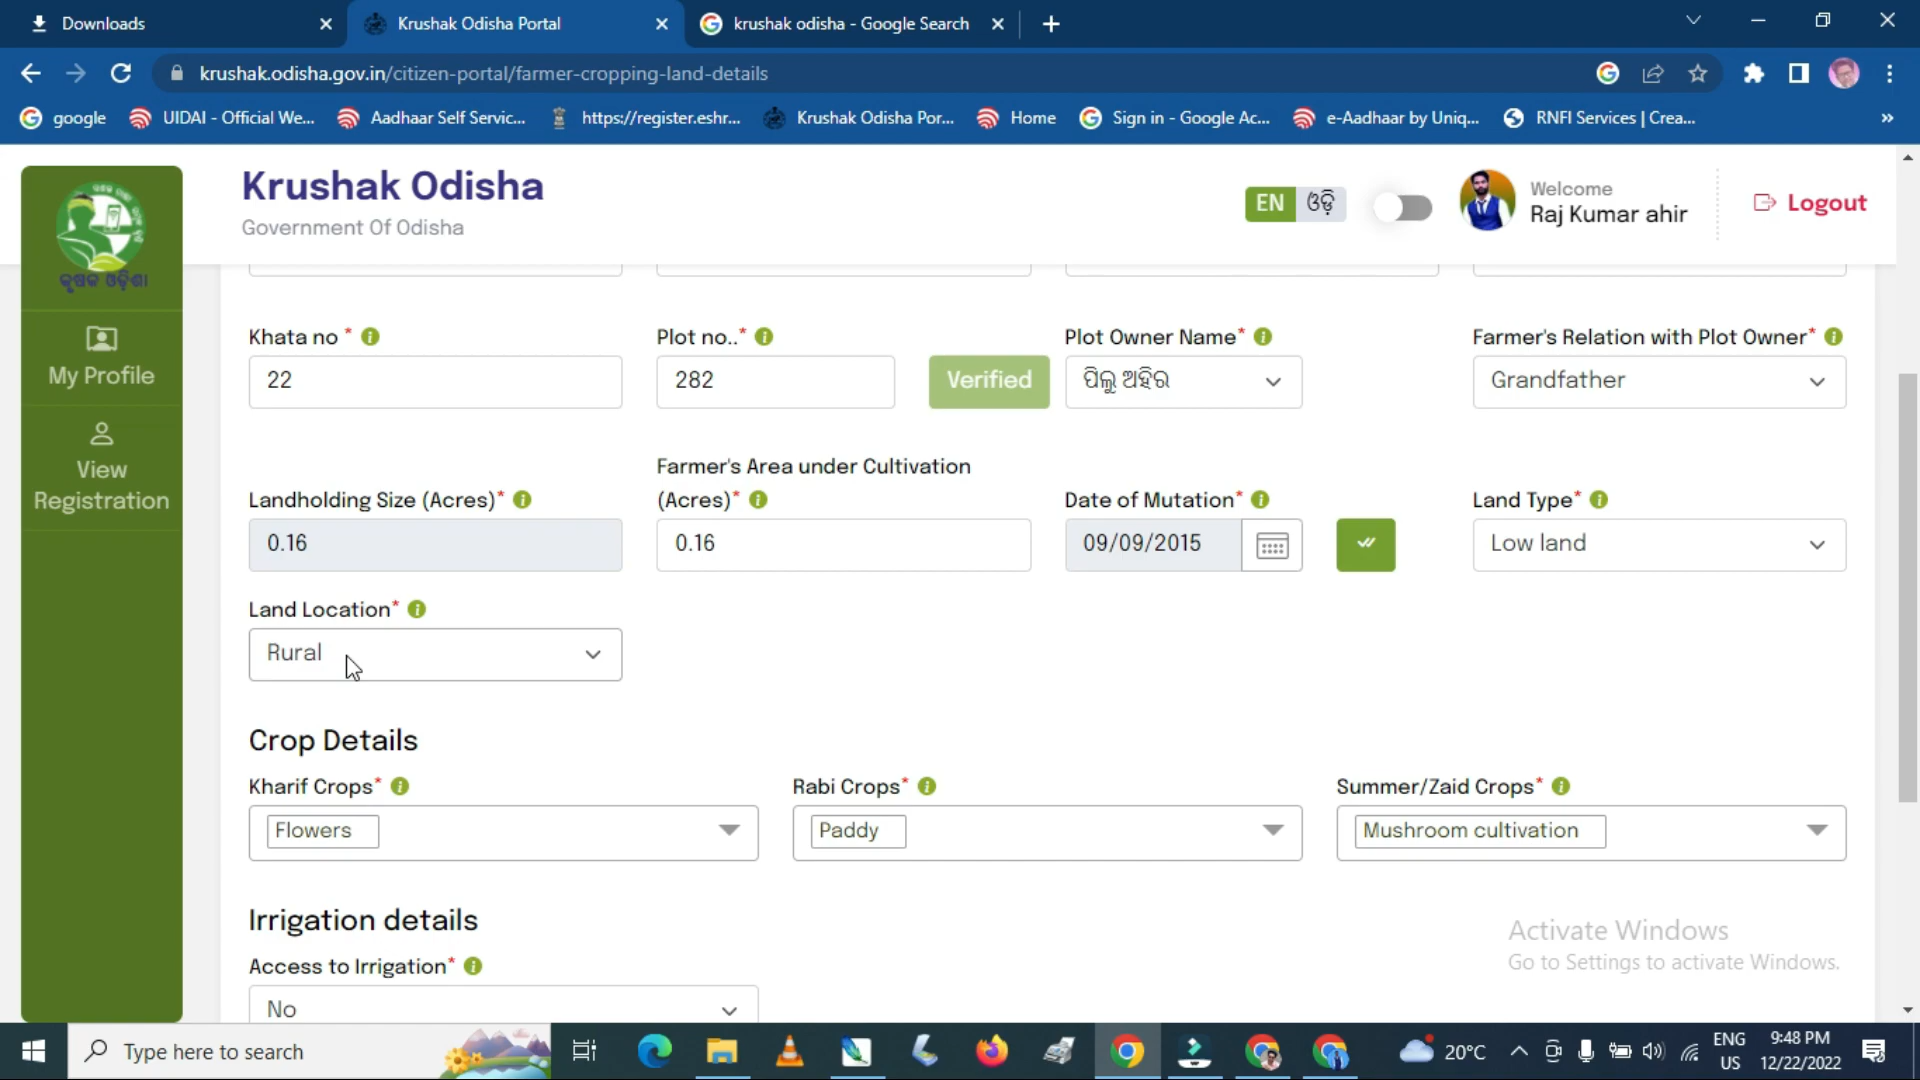 Downloads
Krushak Odisha Portal
krushak odisha - Google Search
krushak.odisha.gov.in/citizen-portal/farmer-cropping-land-details
google
UIDAI - Official We...
Aadhaar Self Servic...
https://register.eshr...
Krushak Odisha Por...
Home
Sign in - Google Ac...
e-Aadhaar by Uniq...
RNFI Services | Crea...
Krushak Odisha
Government Of Odisha
EN ଓଡ଼ି
Welcome
Raj Kumar ahir
Logout
କୃଷକ ଓଡ଼ିଶା
My Profile
View
Registration
Khata no *
22
Plot no..*
282
Verified
Plot Owner Name*
ପିଲୁ ଅହିର
Farmer's Relation with Plot Owner*
Grandfather
Landholding Size (Acres)*
0.16
Farmer's Area under Cultivation
(Acres)*
0.16
Date of Mutation*
09/09/2015
Land Type*
Low land
Land Location*
Rural
Crop Details
Kharif Crops*
Flowers
Rabi Crops*
Paddy
Summer/Zaid Crops*
Mushroom cultivation
Irrigation details
Access to Irrigation*
No
Activate Windows
Go to Settings to activate Windows.
Type here to search
20°C
ENG
US
9:48 PM
12/22/2022